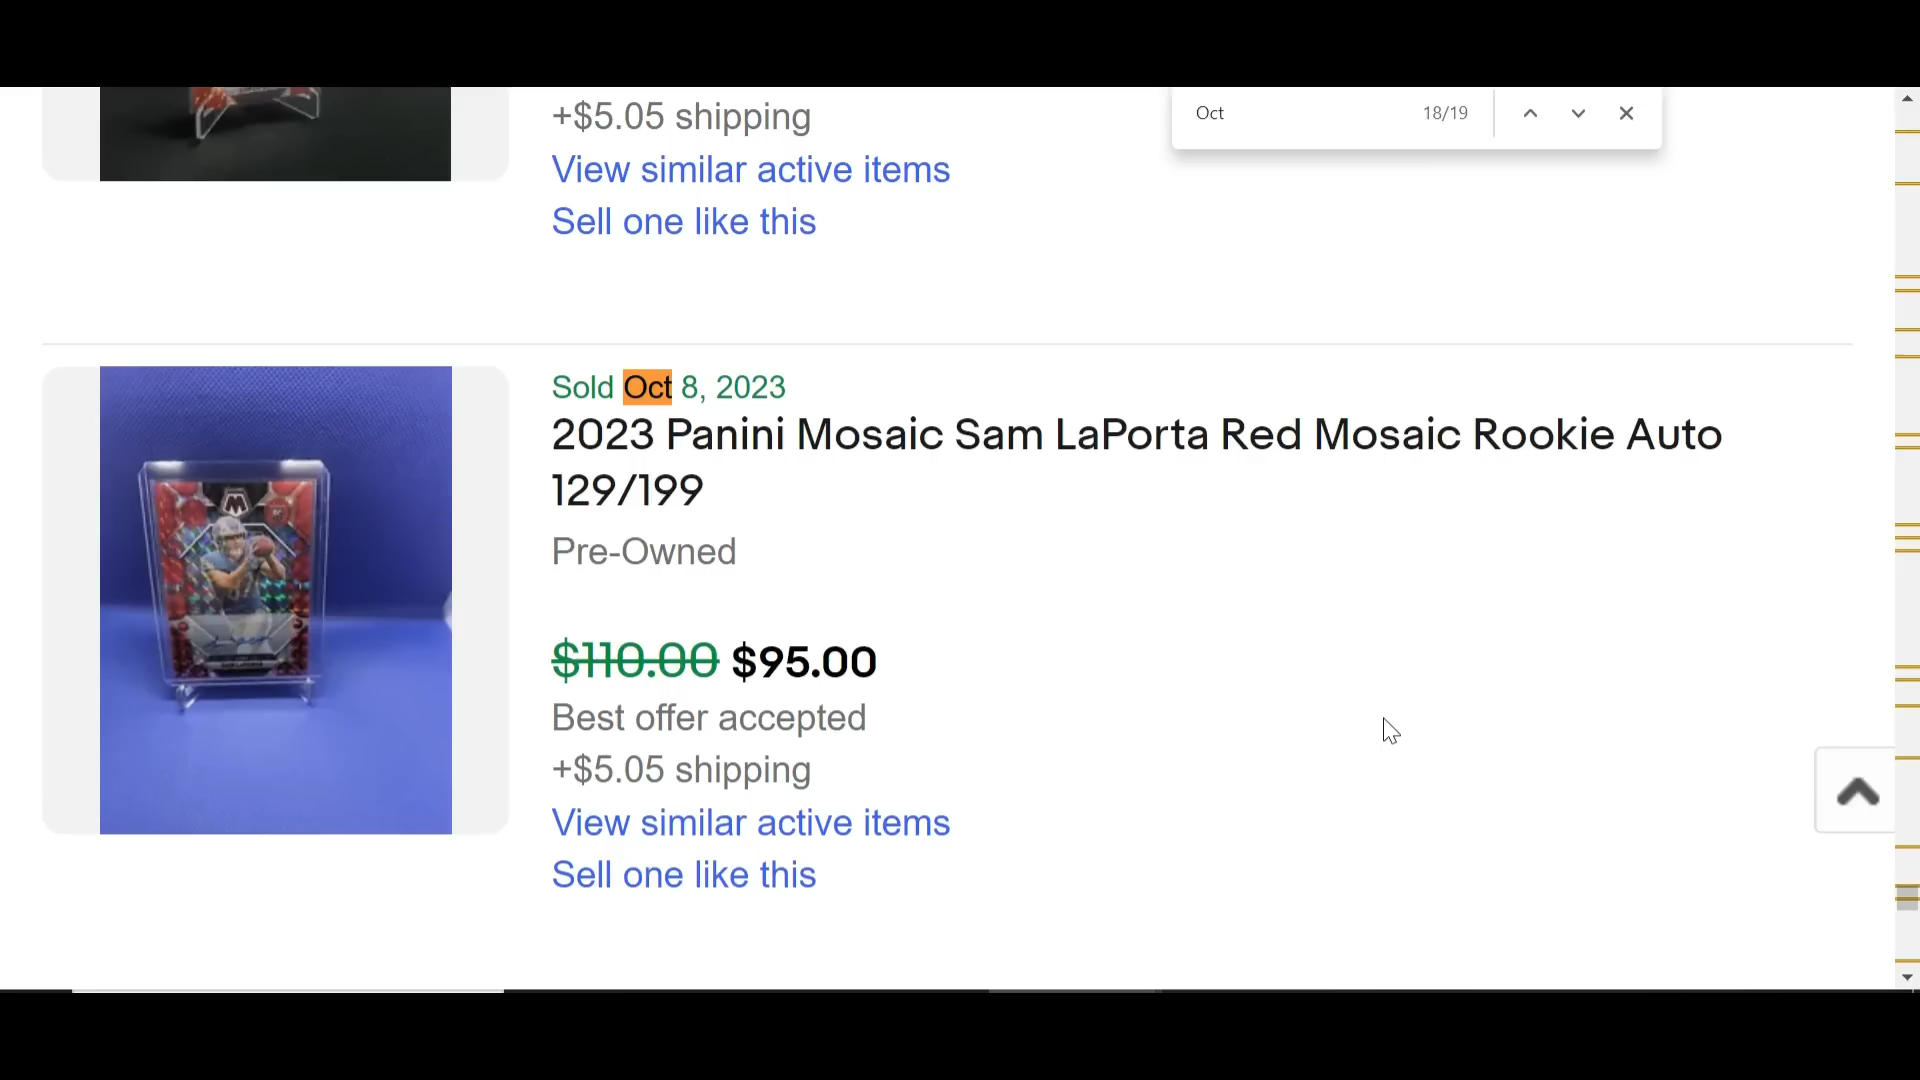 +$5.05 shipping
Oct 18/19
View similar active items
Sell one like this
Sold Oct 8, 2023
2023 Panini Mosaic Sam LaPorta Red Mosaic Rookie Auto
129/199
Pre-Owned
$110.00 $95.00
Best offer accepted
+$5.05 shipping
View similar active items
Sell one like this